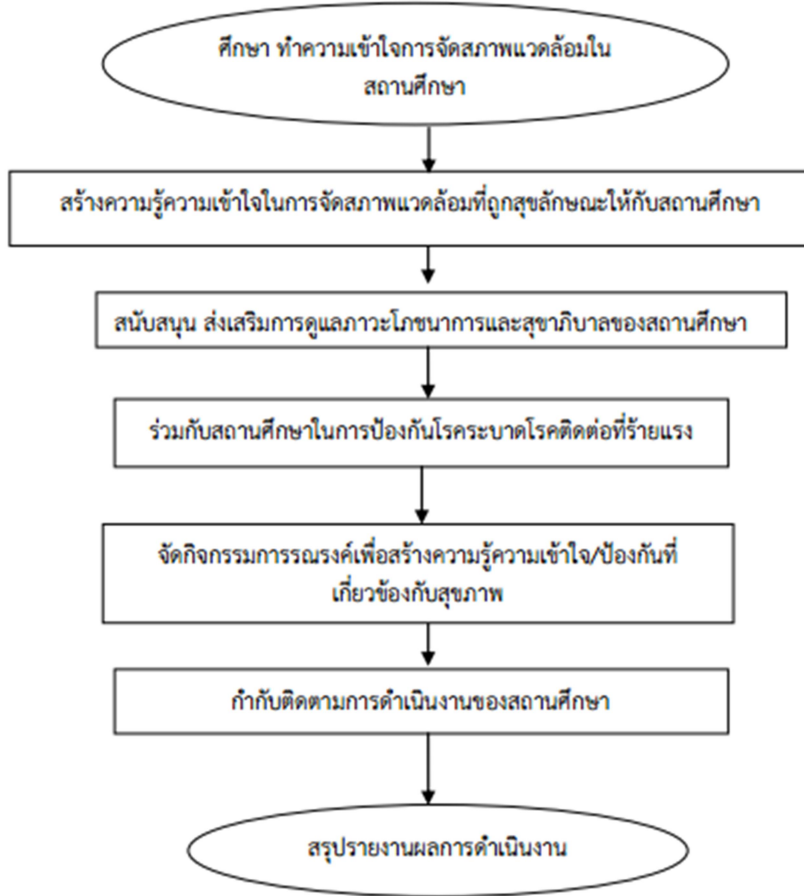 ศึกษา ทำความเข้าใจการจัดสภาพแวดล้อมใน
สถานศึกษา
สร้างความรู้ความเข้าใจในการจัดสภาพแวดล้อมที่ถูกสุขลักษณะให้กับสถานศึกษา
สนับสนุน ส่งเสริมการดูแลภาวะโภชนาการและสุขาภิบาลของสถานศึกษา
ร่วมกับสถานศึกษาในการป้องกันโรคระบาดโรคติดต่อที่ร้ายแรง
จัดกิจกรรมการรณรงค์เพื่อสร้างความรู้ความเข้าใจ/ป้องกันที่
เกี่ยวข้องกับสุขภาพ
กำกับติดตามการดำเนินงานของสถานศึกษา
สรุปรายงานผลการดำเนินงาน